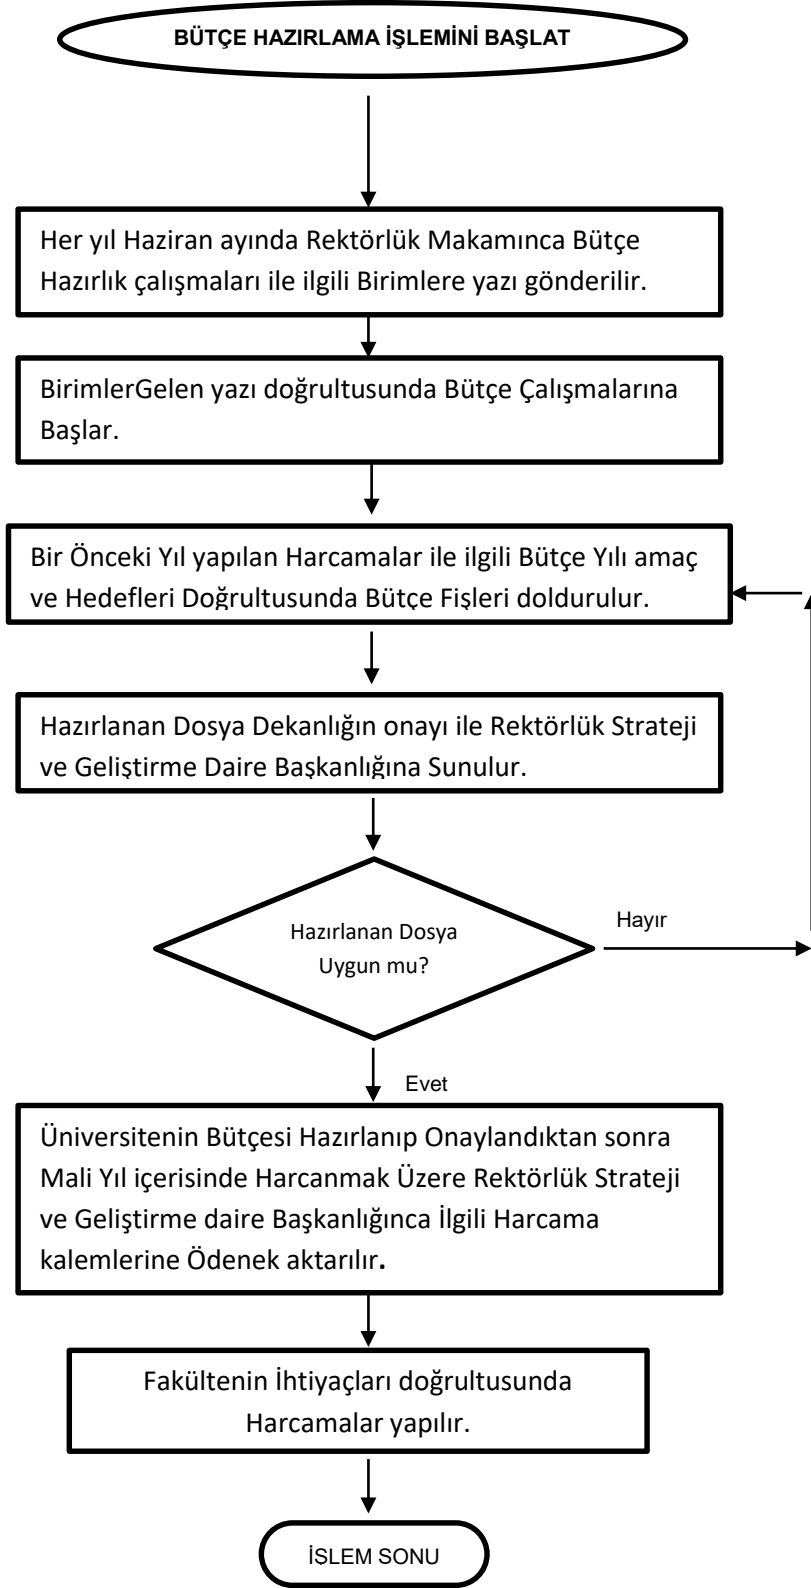 BÜTÇE HAZIRLAMA İŞLEMİNİ BAŞLAT
Her yıl Haziran ayında Rektörlük Makamınca Bütçe
Hazırlık çalışmaları ile ilgili Birimlere yazı gönderilir.
BirimlerGelen yazı doğrultusunda Bütçe Çalışmalarına
Başlar.
Bir Önceki Yıl yapılan Harcamalar ile ilgili Bütçe Yılı amaç
ve Hedefleri Doğrultusunda Bütçe Fişleri doldurulur.
Hazırlanan Dosya Dekanlığın onayı ile Rektörlük Strateji
ve Geliştirme Daire Başkanlığına Sunulur.
Hazırlanan Dosya
Uygun mu?
Hayır
Evet
Üniversitenin Bütçesi Hazırlanıp Onaylandıktan sonra
Mali Yıl içerisinde Harcanmak Üzere Rektörlük Strateji
ve Geliştirme daire Başkanlığınca İlgili Harcama
kalemlerine Ödenek aktarılır.
Fakültenin İhtiyaçları doğrultusunda
Harcamalar yapılır.
İŞLEM SONU